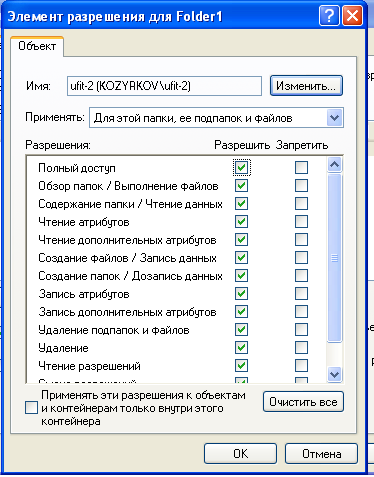 Элемент разрешения для Folder1
Объект
Имя: ufit-2 (KOZYRKOV\ufit-2) Изменить...
Применять: Для этой папки, ее подпапок и файлов
Разрешения: Разрешить Запретить
Полный доступ
Обзор папок / Выполнение файлов
Содержание папки / Чтение данных
Чтение атрибутов
Чтение дополнительных атрибутов
Создание файлов / Запись данных
Создание папок / Дозапись данных
Запись атрибутов
Запись дополнительных атрибутов
Удаление подпапок и файлов
Удаление
Чтение разрешений
Применять эти разрешения к объектам
и контейнерам только внутри этого
контейнера
Очистить все
OK Отмена